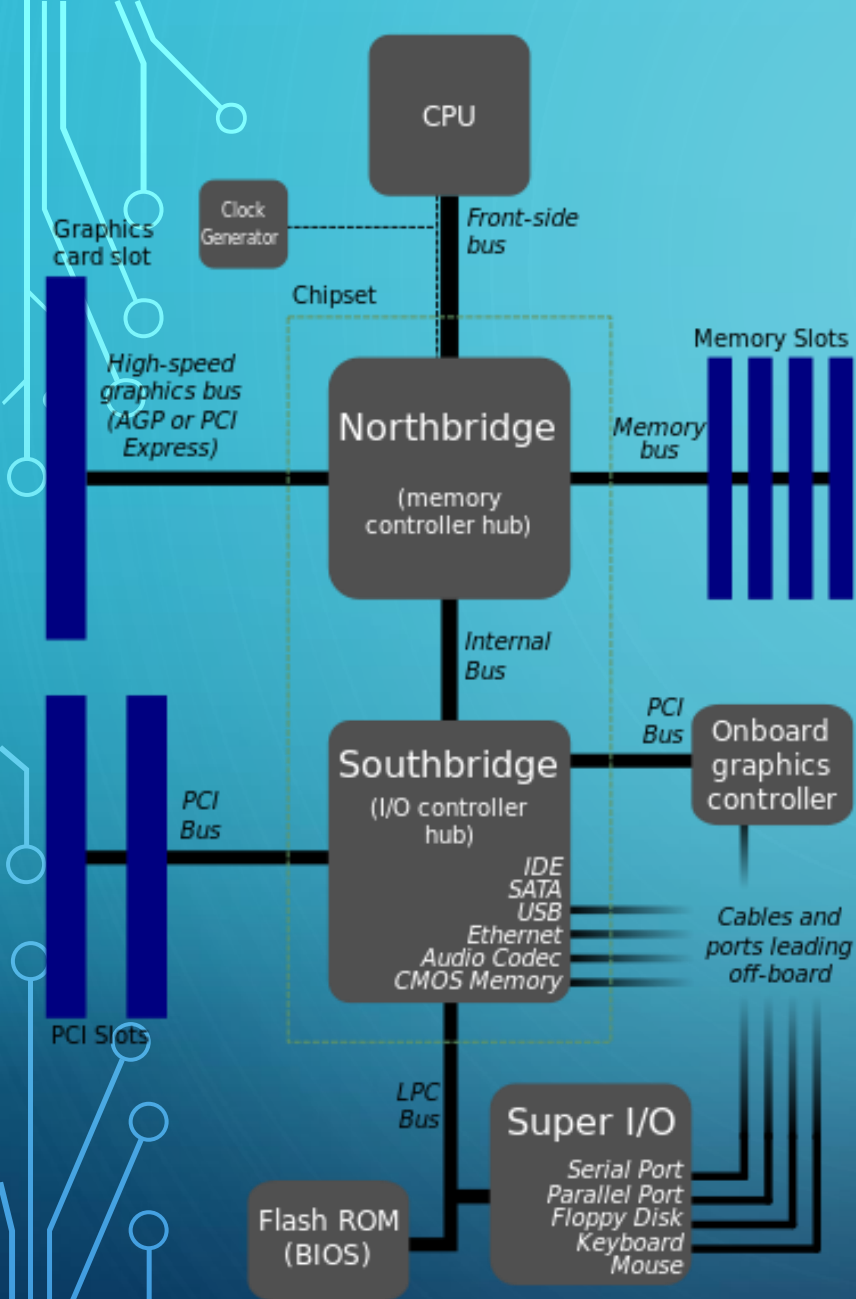 CPU
Clock
Generator
Front-side
bus
Graphics
card slot
Chipset
Memory Slots
High-speed
graphics bus
(AGP or PCI
Express)
Northbridge
(memory
controller hub)
Memory
bus
Internal
Bus
PCI
Bus
Onboard
graphics
controller
Southbridge
(I/O controller
hub)
IDE
SATA
USB
Ethernet
Audio Codec
CMOS Memory
PCI
Bus
Cables and
ports leading
off-board
PCI Slots
LPC
Bus
Super I/O
Serial Port
Parallel Port
Floppy Disk
Keyboard
Mouse
Flash ROM
(BIOS)